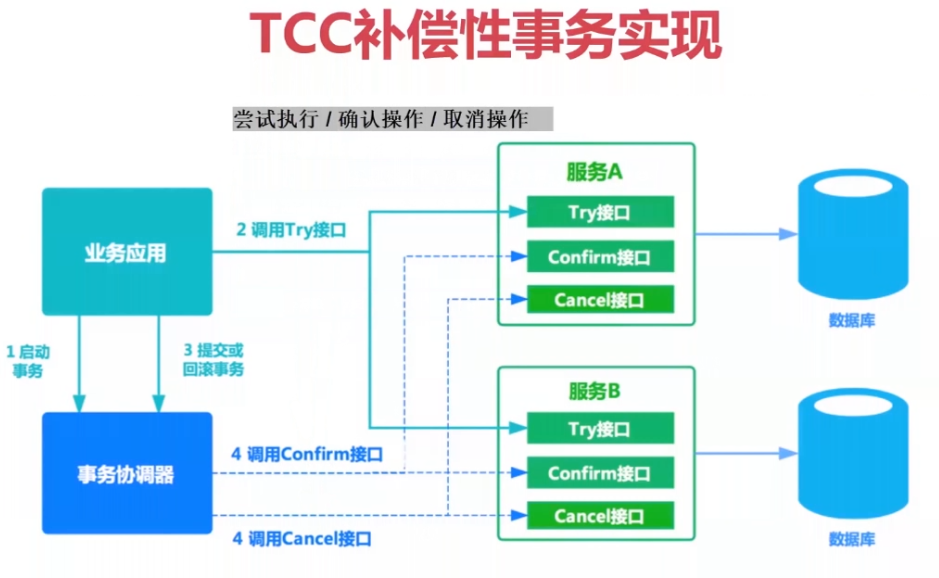 TCC补偿性事务实现
尝试执行 / 确认操作 / 取消操作
服务A
Try接口
2 调用Try接口
业务应用
Confirm接口
Cancel接口
数据库
1 启动
事务
3 提交或
回滚事务
服务B
Try接口
4 调用Confirm接口
事务协调器
Confirm接口
Cancel接口
4 调用Cancel接口
数据库